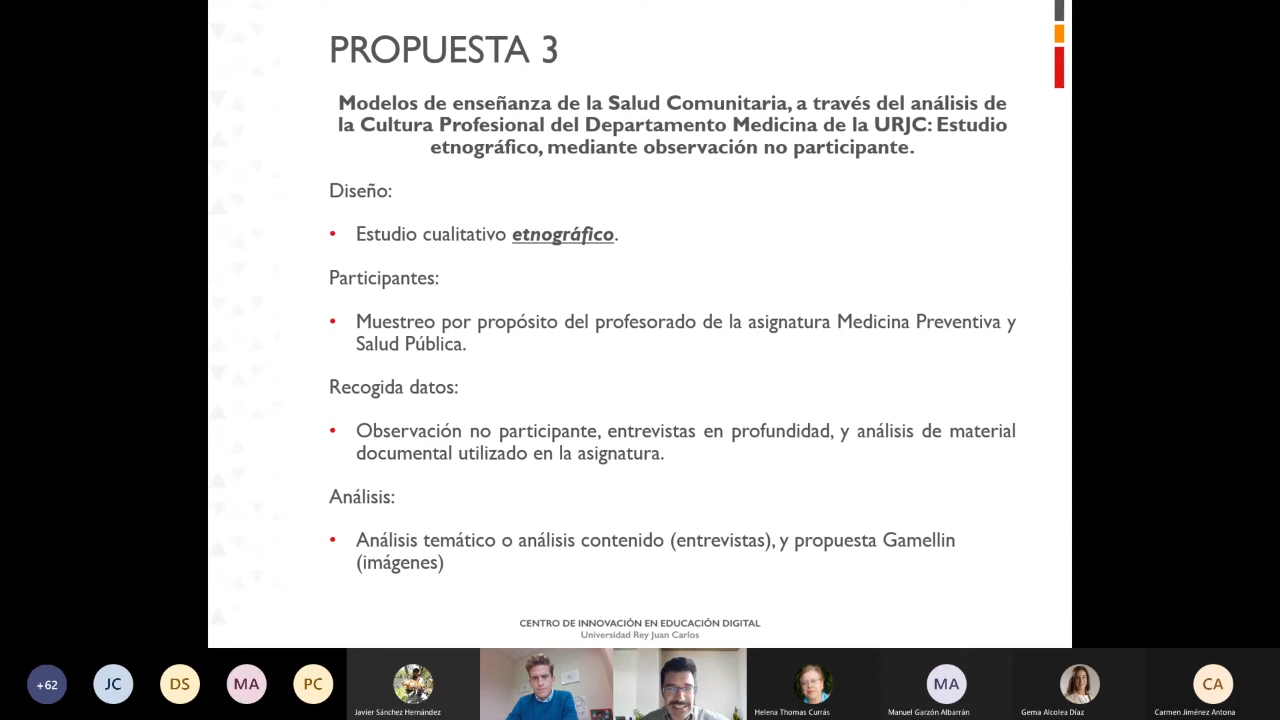 PROPUESTA 3
Modelos de enseñanza de la Salud Comunitaria, a través del análisis de
la Cultura Profesional del Departamento Medicina de la URJC: Estudio
etnográfico, mediante observación no participante.
Diseño:
• Estudio cualitativo etnográfico.
Participantes:
• Muestreo por propósito del profesorado de la asignatura Medicina Preventiva y
Salud Pública.
Recogida datos:
• Observación no participante, entrevistas en profundidad, y análisis de material
documental utilizado en la asignatura.
Análisis:
• Análisis temático o análisis contenido (entrevistas), y propuesta Gamellin
(imágenes)
CENTRO DE INNOVACIÓN EN EDUCACIÓN DIGITAL
Universidad Rey Juan Carlos
+62 JC DS MA PC MA CA
Javier Sánchez Hernández Helena Thomas Currás Manuel Garzón Albarrán Gema Alcolea Díaz Carmen Jiménez Antona